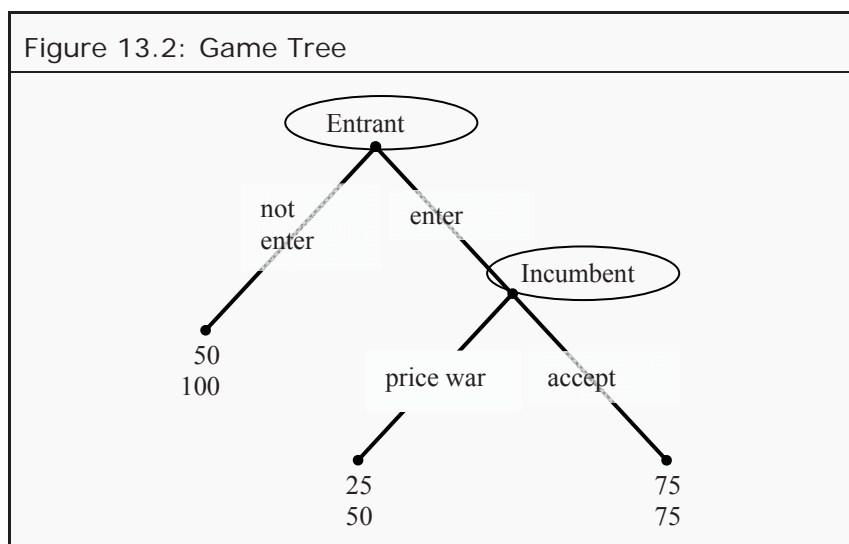 Figure 13.2: Game Tree
Entrant
not
enter
enter
Incumbent
50
100
price war
accept
25
50
75
75